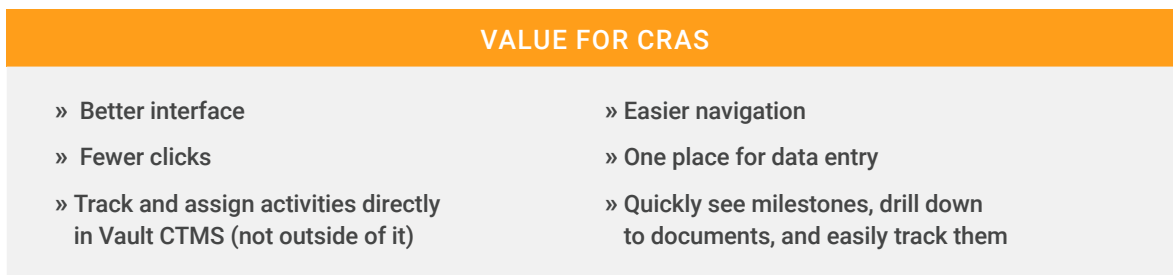 VALUE FOR CRAS
» Better interface
» Fewer clicks
» Track and assign activities directly
in Vault CTMS (not outside of it)
» Easier navigation
» One place for data entry
» Quickly see milestones, drill down
to documents, and easily track them